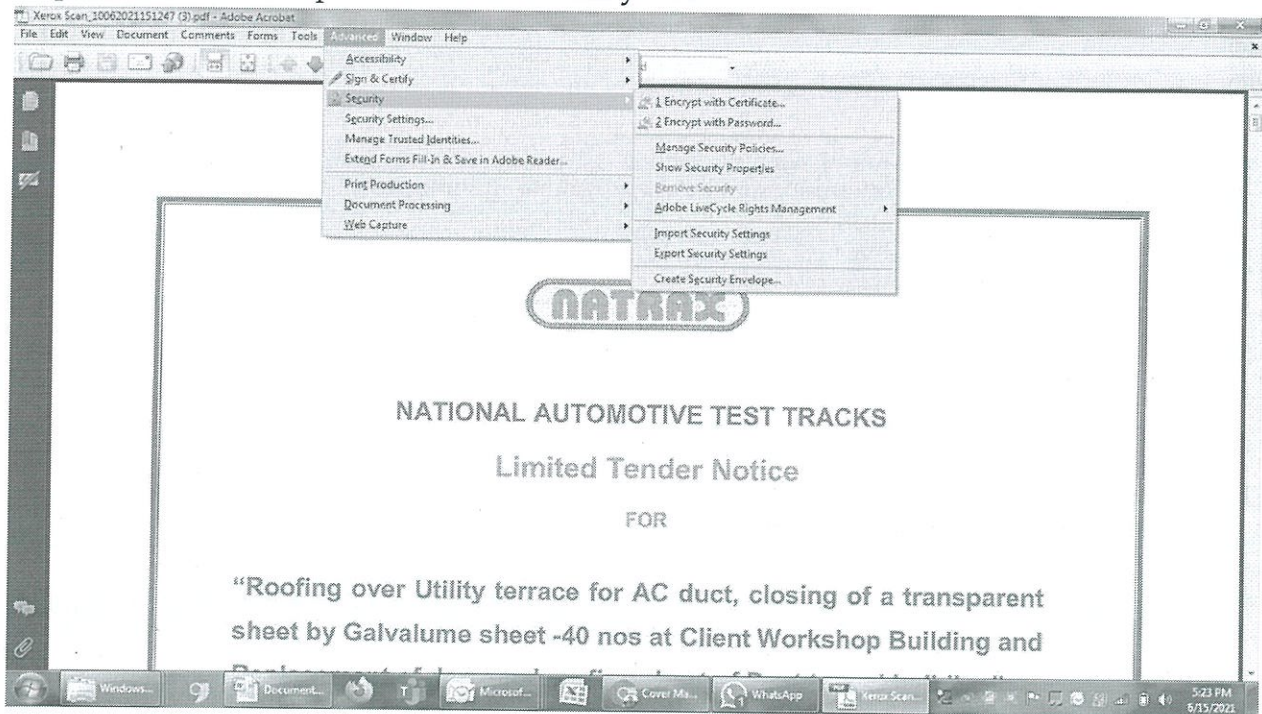 Xerox Scan_10062021151247 (3).pdf - Adobe Acrobat
File Edit View Document Comments Forms Tools Advanced Window Help
Accessibility
Sign & Certify
Security
Security Settings...
Manage Trusted Identities...
Extend Forms Fill-In & Save in Adobe Reader...
Print Production
Document Processing
Web Capture
1 Encrypt with Certificate...
2 Encrypt with Password...
Manage Security Policies...
Show Security Properties
Remove Security
Adobe LiveCycle Rights Management
Import Security Settings
Export Security Settings
Create Security Envelope...
NATRAX
NATIONAL AUTOMOTIVE TEST TRACKS
Limited Tender Notice
FOR
“Roofing over Utility terrace for AC duct, closing of a transparent
sheet by Galvalume sheet -40 nos at Client Workshop Building and
Windows... Document... Microsof... Cover Ma... WhatsApp Xerox Scan... 5:23 PM
6/15/2021